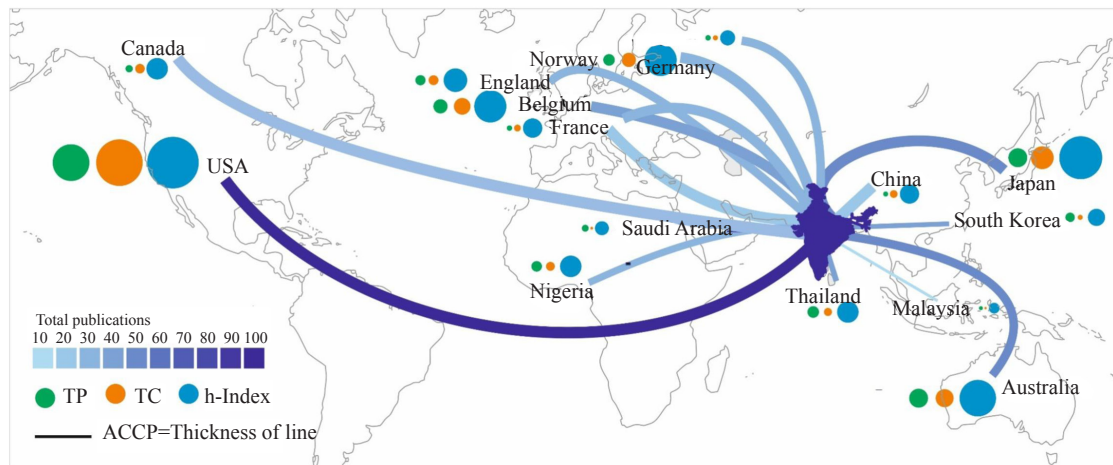 Canada
Norway
Germany
England
Belgium
France
USA
Japan
China
South Korea
Saudi Arabia
Nigeria
Thailand
Malaysia
Australia
Total publications
10 20 30 40 50 60 70 80 90 100
TP TC h-Index
ACCP=Thickness of line